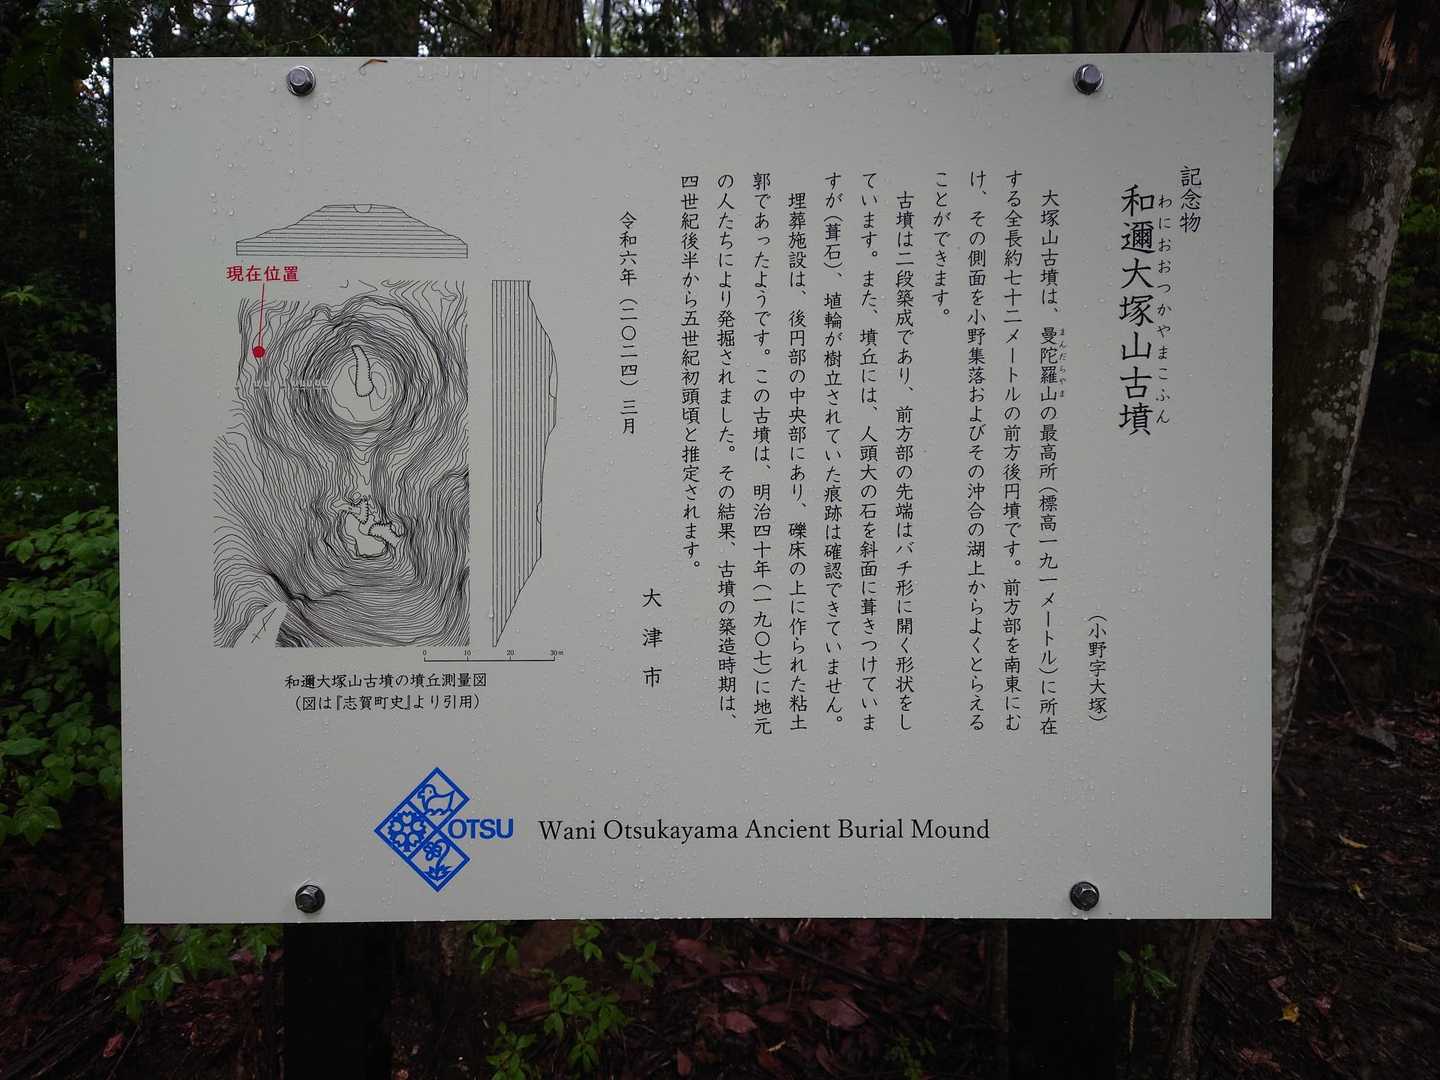 記念物
和邇大塚山古墳
わにおおつかやまこふん
（小野字大塚）
大塚山古墳は、曼陀羅山の最高所（標高一九一メートル）に所在
まんだらやま
する全長約七十二メートルの前方後円墳です。前方部を南東にむ
け、その側面を小野集落およびその沖合の湖上からよくとらえる
ことができます。
古墳は二段築成であり、前方部の先端はバチ形に開く形状をし
ています。また、墳丘には、人頭大の石を斜面に葺きつけていま
すが（葺石）、埴輪が樹立されていた痕跡は確認できていません。
埋葬施設は、後円部の中央部にあり、礫床の上に作られた粘土
郭であったようです。この古墳は、明治四十年（一九〇七）に地元
の人たちにより発掘されました。その結果、古墳の築造時期は、
四世紀後半から五世紀初頭頃と推定されます。
大津市
令和六年（二〇二四）三月
現在位置
0 10 20 30m
和邇大塚山古墳の墳丘測量図
（図は『志賀町史』より引用）
OTSU
Wani Otsukayama Ancient Burial Mound